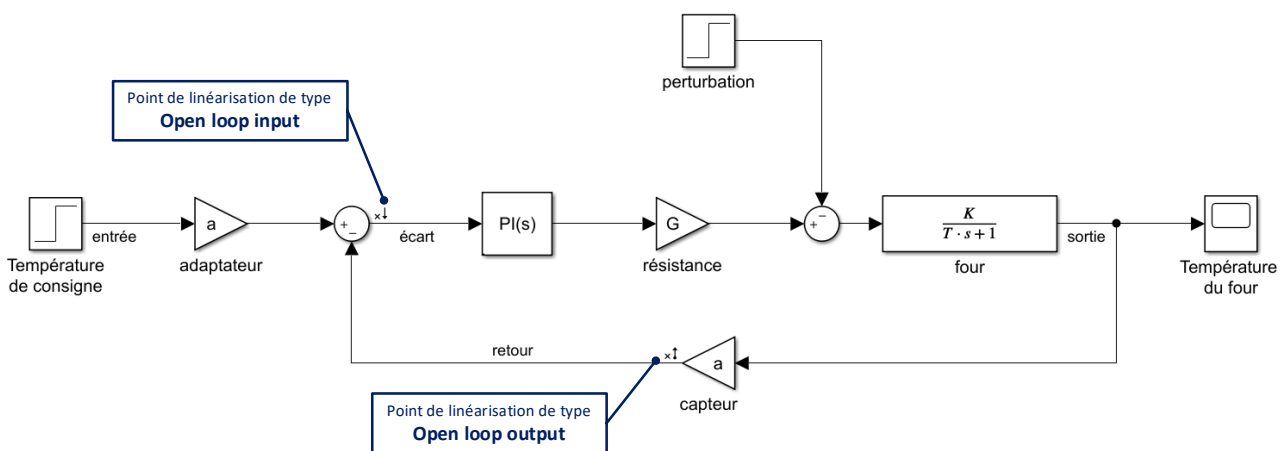 perturbation
Point de linéarisation de type
Open loop input
entrée
Température
de consigne
a
adaptateur
+
−
×
écart
PI(s)
G
résistance
+
−
K
T · s + 1
four
sortie
Température
du four
retour
×
a
capteur
Point de linéarisation de type
Open loop output